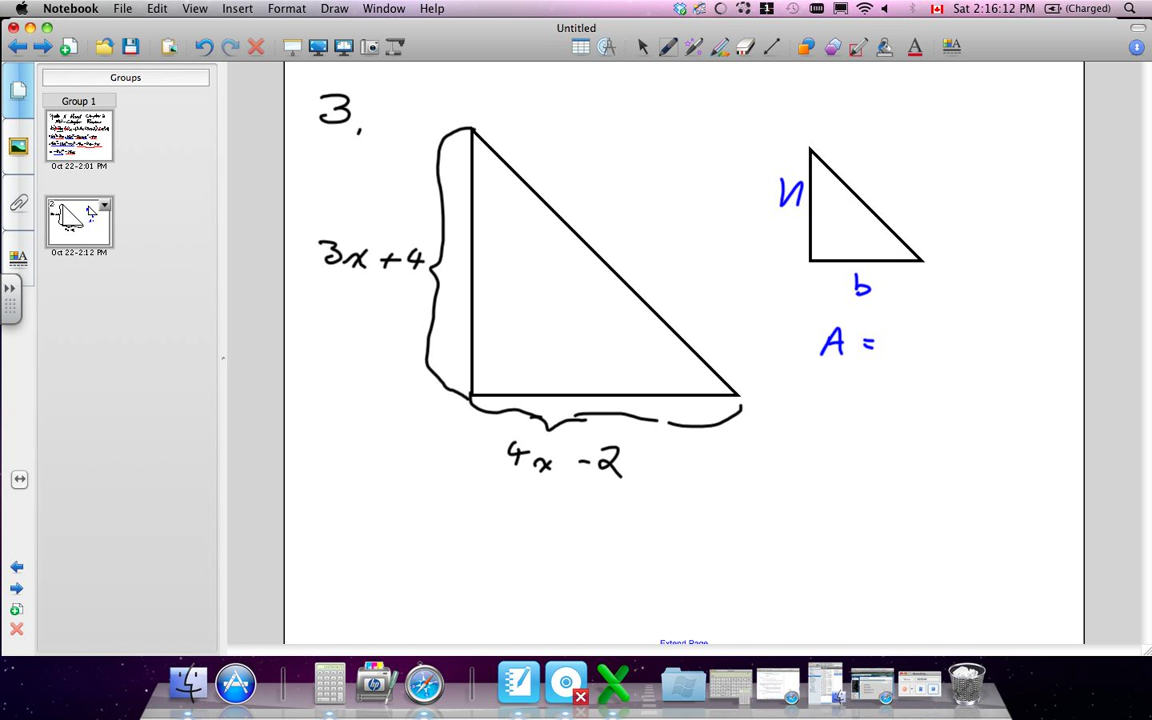 Notebook File Edit View Insert Format Draw Window Help Sat 2:16:12 PM (Charged)
Untitled
Groups
Group 1
Oct 22-2:01 PM
Oct 22-2:12 PM
3.
3x + 4
4x - 2
h
b
A =
Extend Page